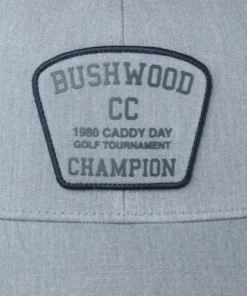 BUSHWOOD
CC
1980 CADDY DAY
GOLF TOURNAMENT
CHAMPION